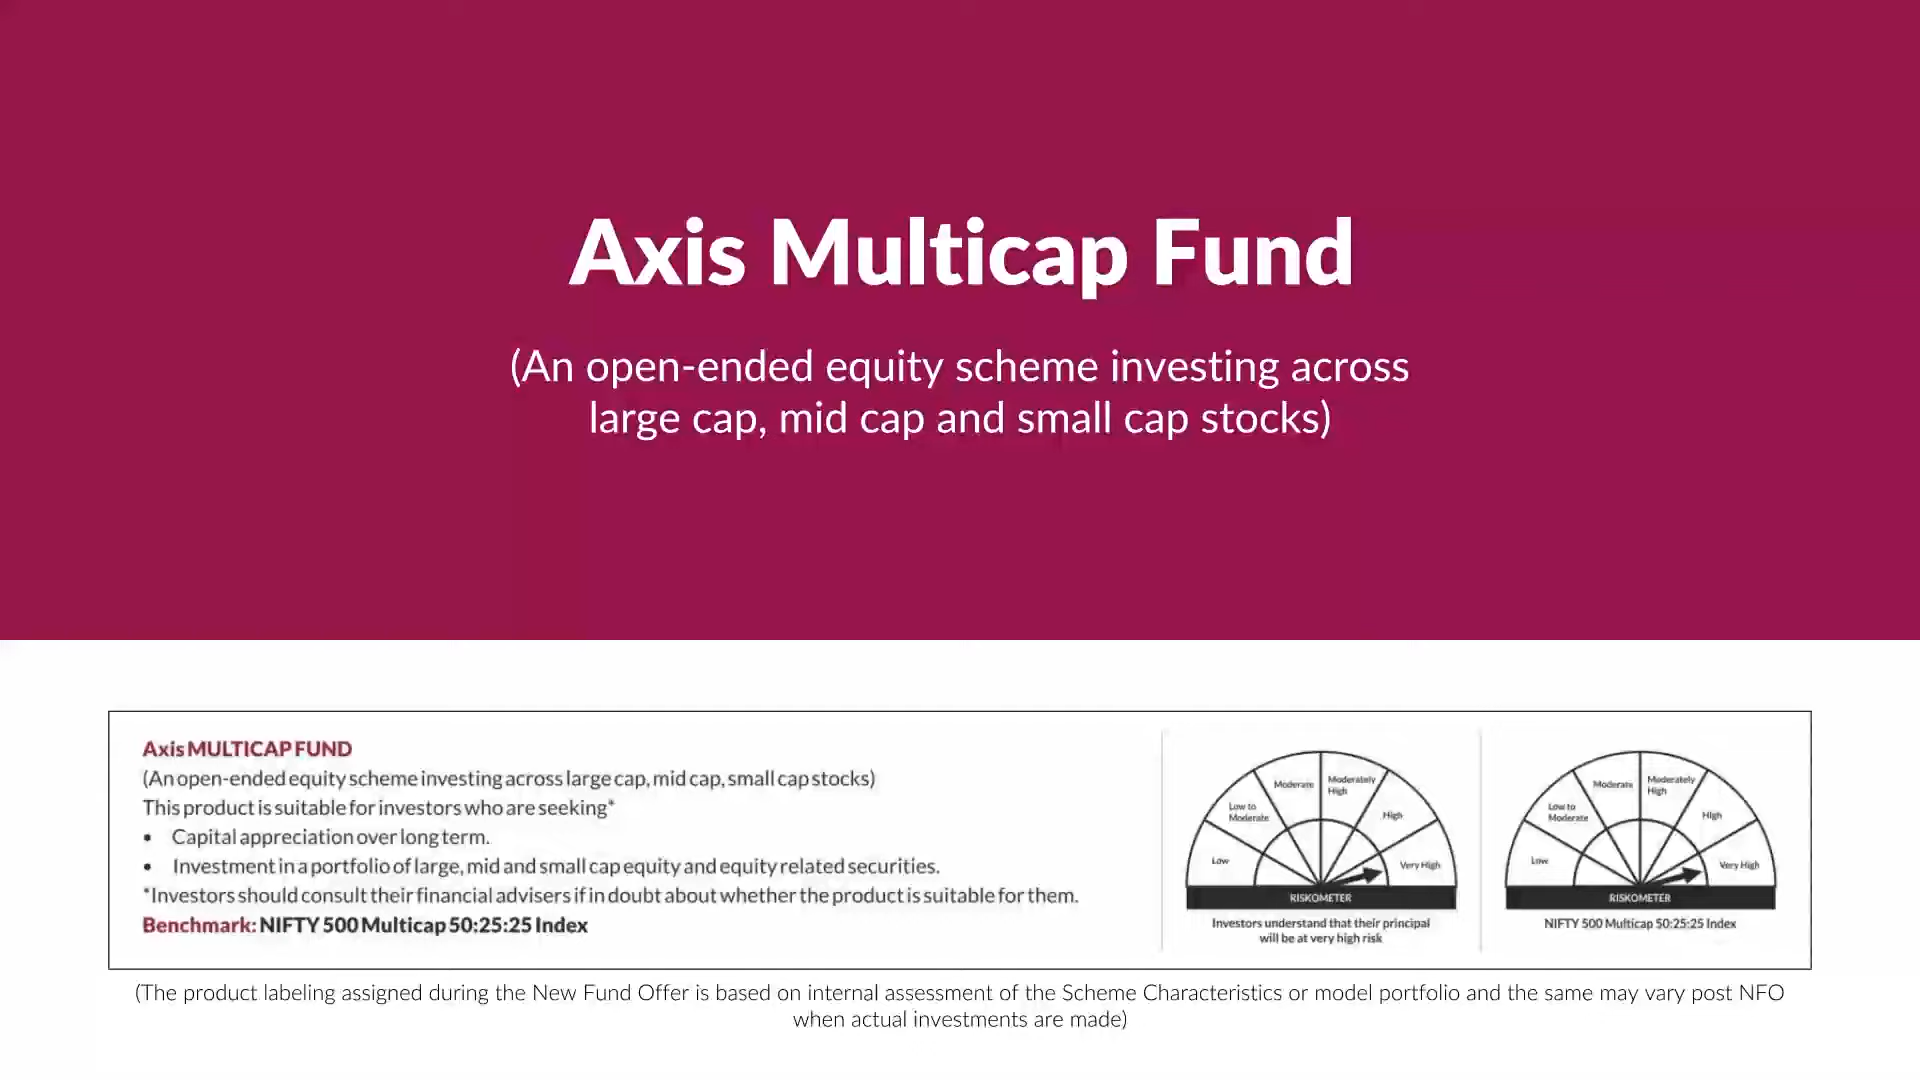 Axis Multicap Fund
(An open-ended equity scheme investing across
large cap, mid cap and small cap stocks)
Axis MULTICAP FUND
(An open-ended equity scheme investing across large cap, mid cap, small cap stocks)
This product is suitable for investors who are seeking*
• Capital appreciation over long term.
• Investment in a portfolio of large, mid and small cap equity and equity related securities.
*Investors should consult their financial advisers if in doubt about whether the product is suitable for them.
Benchmark: NIFTY 500 Multicap 50:25:25 Index
Low
Low to
Moderate
Moderate
Moderately
High
High
Very High
RISKOMETER
Investors understand that their principal
will be at very high risk
Low
Low to
Moderate
Moderate
Moderately
High
High
Very High
RISKOMETER
NIFTY 500 Multicap 50:25:25 Index
(The product labeling assigned during the New Fund Offer is based on internal assessment of the Scheme Characteristics or model portfolio and the same may vary post NFO
when actual investments are made)